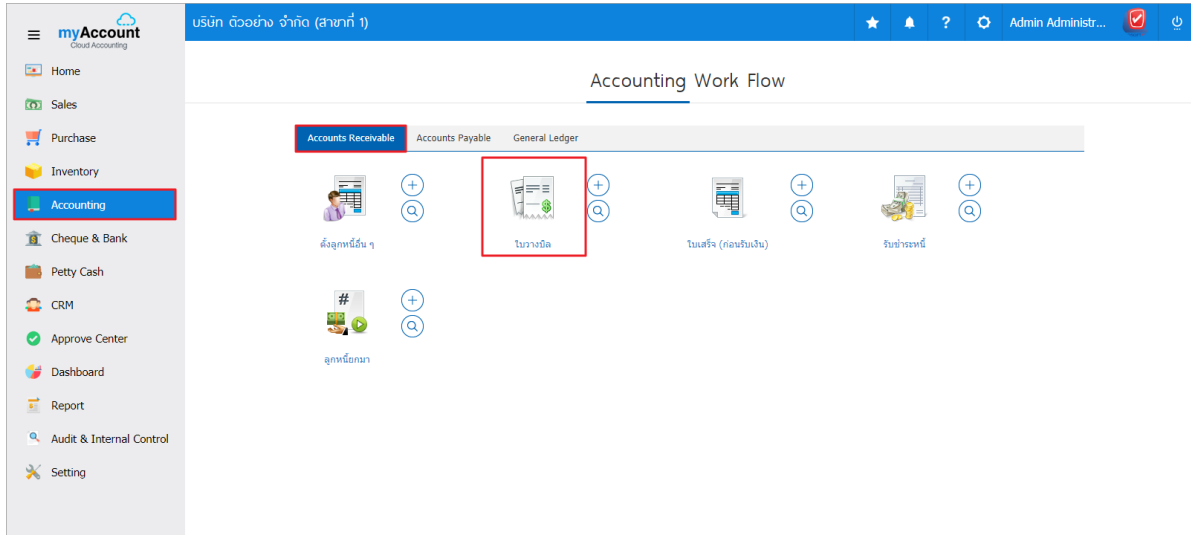 myAccount
Cloud Accounting
บริษัท ตัวอย่าง จำกัด (สาขาที่ 1)
?
Admin Administr...
Home
Sales
Purchase
Inventory
Accounting
Cheque & Bank
Petty Cash
CRM
Approve Center
Dashboard
Report
Audit & Internal Control
Setting
Accounting Work Flow
Accounts Receivable Accounts Payable General Ledger
ตั้งลูกหนี้อื่น ๆ ใบวางบิล ใบเสร็จ (ก่อนรับเงิน) รับชำระหนี้
#
ลูกหนี้ยกมา